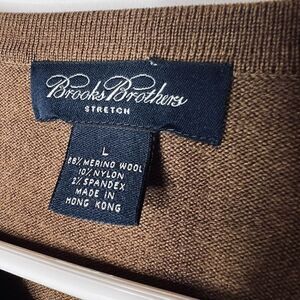 Brooks Brothers
STRETCH
L
88% MERINO WOOL
10% NYLON
2% SPANDEX
MADE IN
HONG KONG